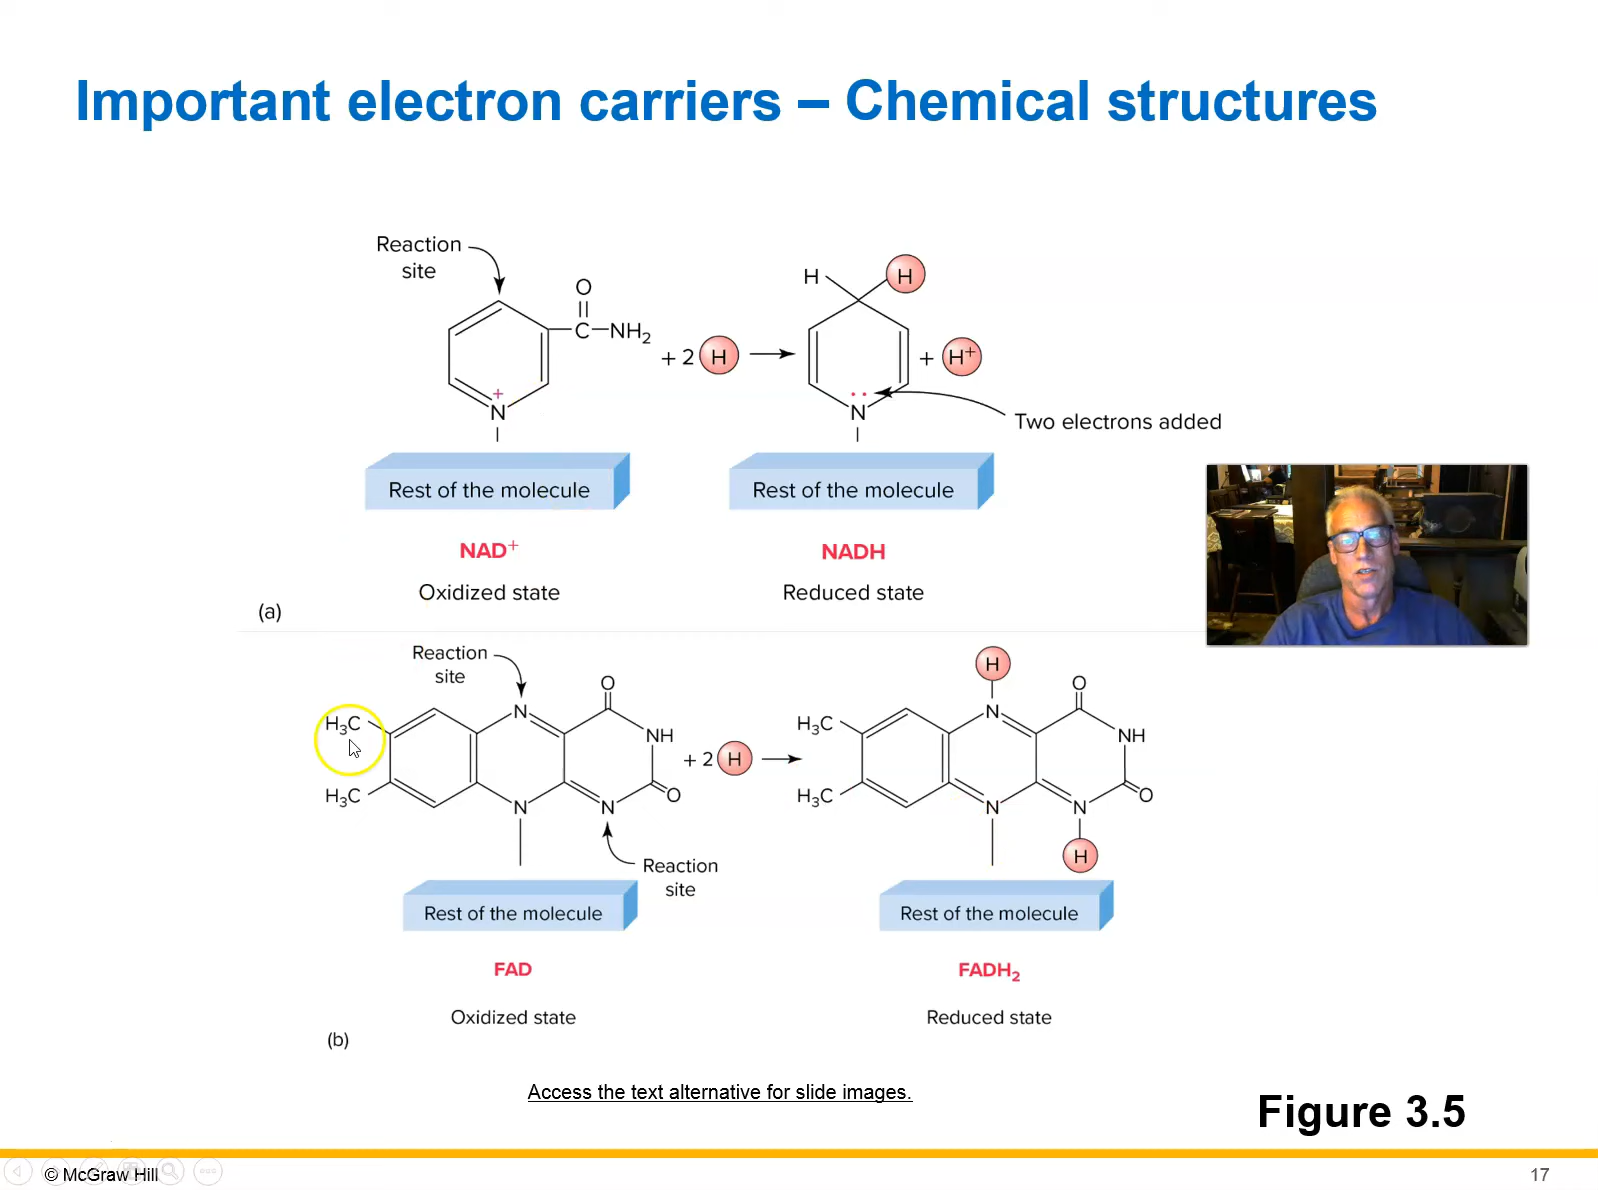 Important electron carriers – Chemical structures
Reaction
site
O
C
NH₂
N
+
+ 2 H
H
H
N
+ H⁺
Two electrons added
Rest of the molecule
Rest of the molecule
NAD⁺
NADH
Oxidized state
Reduced state
(a)
Reaction
site
H₃C
H₃C
N
O
NH
O
N
N
+ 2 H
Reaction
site
H
H₃C
H₃C
N
O
NH
O
N
N
H
Rest of the molecule
Rest of the molecule
FAD
FADH₂
Oxidized state
Reduced state
(b)
Access the text alternative for slide images.
Figure 3.5
© McGraw Hill
17